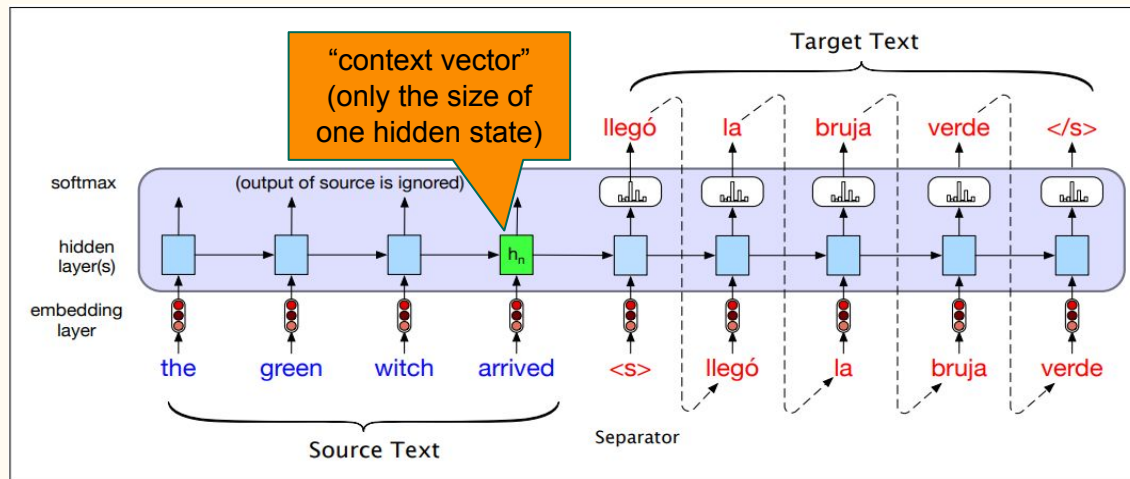 “context vector”
(only the size of
one hidden state)
Target Text
llegó la bruja verde </s>
softmax
(output of source is ignored)
hidden
layer(s)
hn
embedding
layer
the green witch arrived <s> llegó la bruja verde
Separator
Source Text